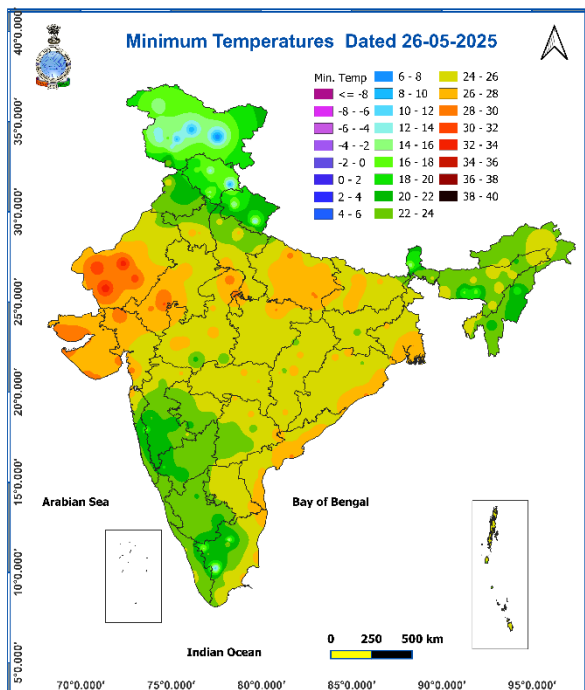 Minimum Temperatures Dated 26-05-2025
Min. Temp
<= -8
-8 - -6
-6 - -4
-4 - -2
-2 - 0
0 - 2
2 - 4
4 - 6
6 - 8
8 - 10
10 - 12
12 - 14
14 - 16
16 - 18
18 - 20
20 - 22
22 - 24
24 - 26
26 - 28
28 - 30
30 - 32
32 - 34
34 - 36
36 - 38
38 - 40
40°0.000'
35°0.000'
30°0.000'
25°0.000'
20°0.000'
15°0.000'
10°0.000'
5°0.000'
Arabian Sea
Bay of Bengal
Indian Ocean
0 250 500 km
70°0.000' 75°0.000' 80°0.000' 85°0.000' 90°0.000' 95°0.000'